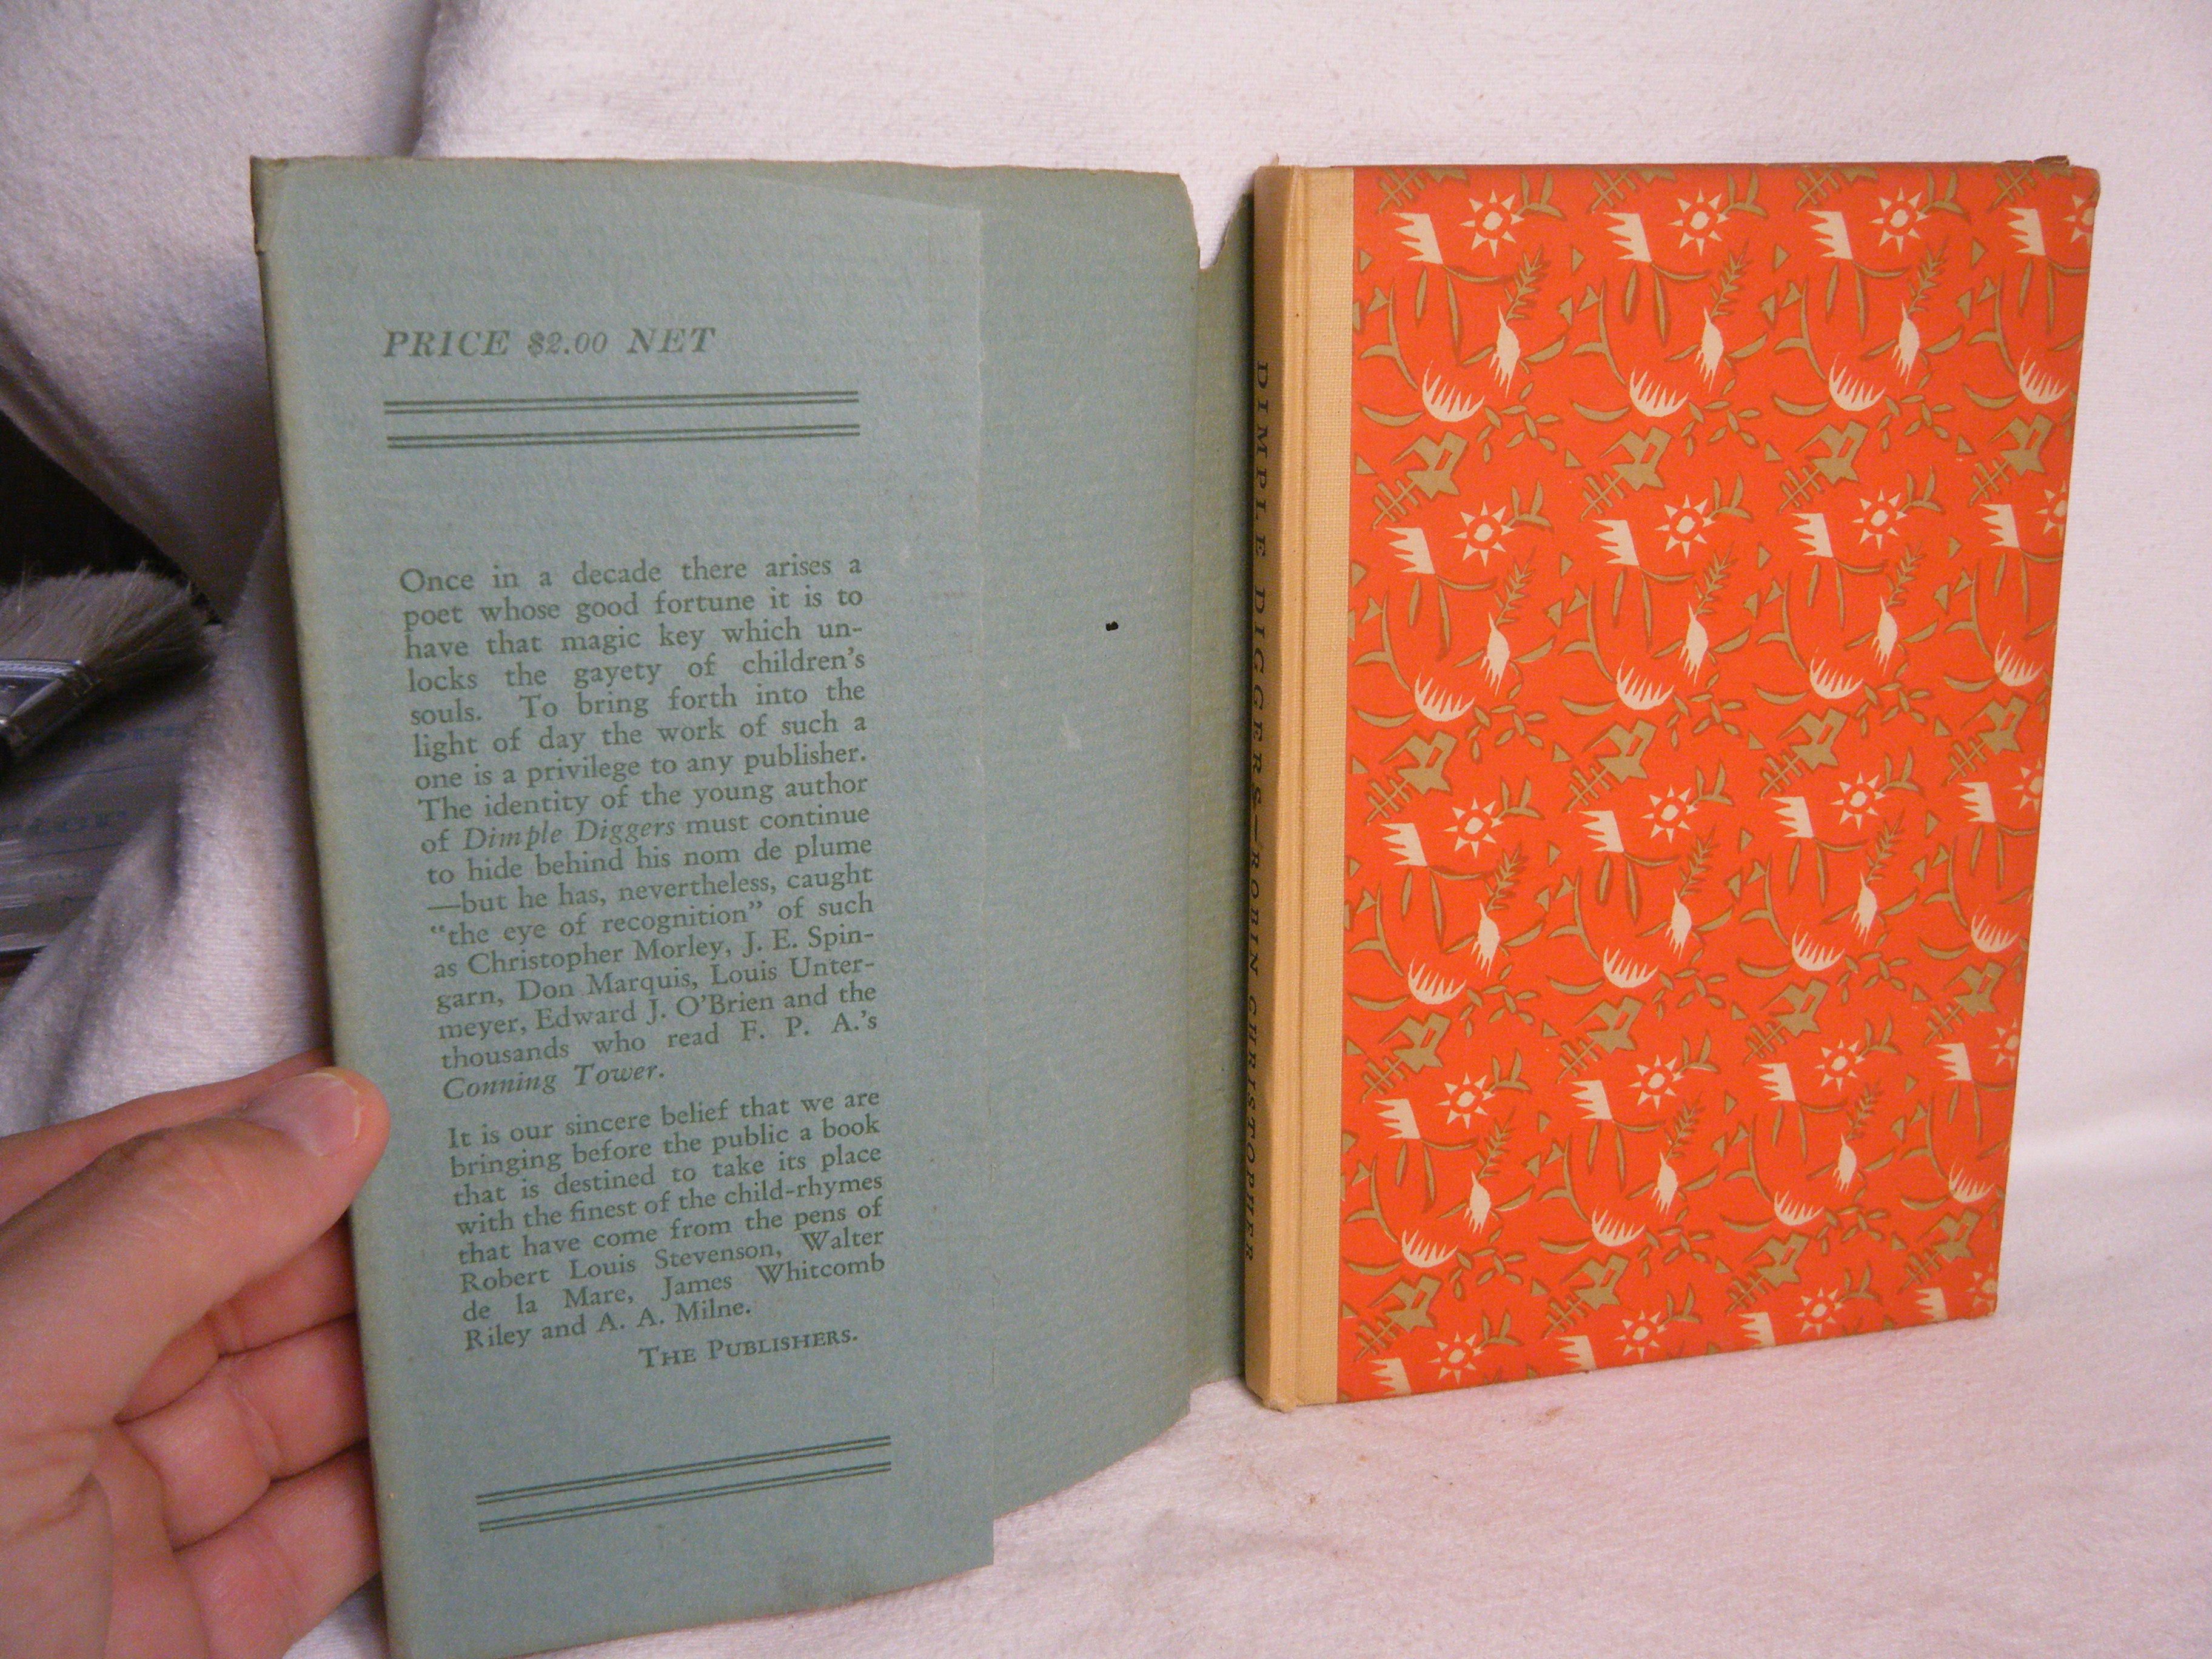 PRICE $2.00 NET
Once in a decade there arises a
poet whose good fortune it is to
have that magic key which un-
locks the gayety of children's
souls. To bring forth into the
light of day the work of such a
one is a privilege to any publisher.
The identity of the young author
of Dimple Diggers must continue
to hide behind his nom de plume
—but he has, nevertheless, caught
“the eye of recognition” of such
as Christopher Morley, J. E. Spin-
garn, Don Marquis, Louis Unter-
meyer, Edward J. O'Brien and the
thousands who read F. P. A.'s
Conning Tower.
It is our sincere belief that we are
bringing before the public a book
that is destined to take its place
with the finest of the child-rhymes
that have come from the pens of
Robert Louis Stevenson, Walter
de la Mare, James Whitcomb
Riley and A. A. Milne.
THE PUBLISHERS.
DIMPLE DIGGERS—ROBIN CHRISTOPHER